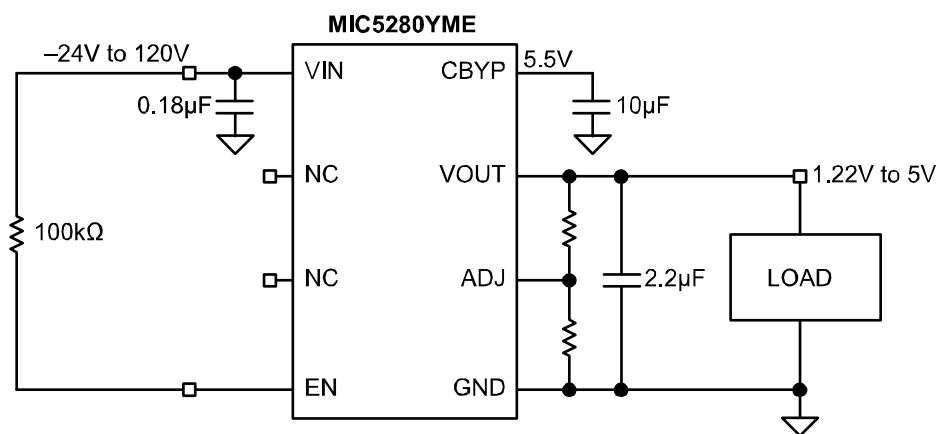 MIC5280YME
–24V to 120V
VIN
CBYP
5.5V
0.18µF
10µF
NC
VOUT
1.22V to 5V
100kΩ
NC
ADJ
2.2µF
LOAD
EN
GND